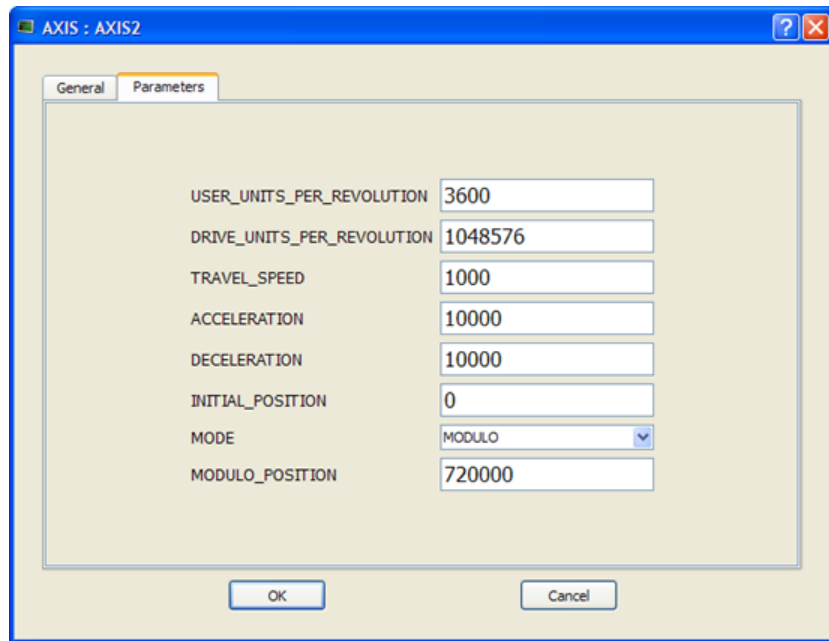 AXIS : AXIS2
General Parameters
USER_UNITS_PER_REVOLUTION 3600
DRIVE_UNITS_PER_REVOLUTION 1048576
TRAVEL_SPEED 1000
ACCELERATION 10000
DECELERATION 10000
INITIAL_POSITION 0
MODE MODULO
MODULO_POSITION 720000
OK Cancel